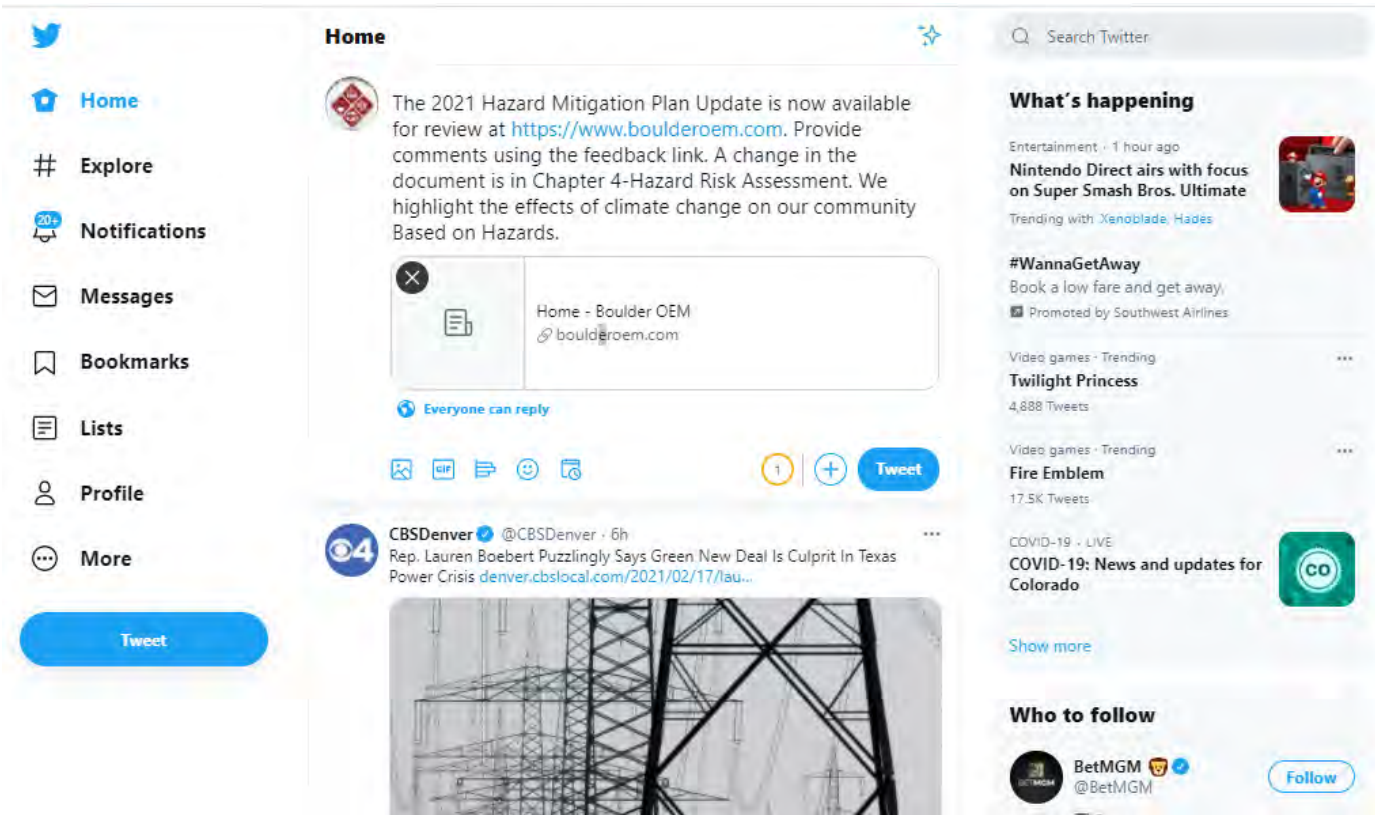 Home
Explore
20+
Notifications
Messages
Bookmarks
Lists
Profile
More
Tweet
Home
The 2021 Hazard Mitigation Plan Update is now available
for review at https://www.boulderoem.com. Provide
comments using the feedback link. A change in the
document is in Chapter 4-Hazard Risk Assessment. We
highlight the effects of climate change on our community
Based on Hazards.
Home - Boulder OEM
boulderoem.com
Everyone can reply
GIF
1
Tweet
4
CBSDenver @CBSDenver · 6h
Rep. Lauren Boebert Puzzlingly Says Green New Deal Is Culprit In Texas
Power Crisis denver.cbslocal.com/2021/02/17/lau...
Search Twitter
What's happening
Entertainment · 1 hour ago
Nintendo Direct airs with focus
on Super Smash Bros. Ultimate
Trending with Xenoblade, Hades
#WannaGetAway
Book a low fare and get away.
Promoted by Southwest Airlines
Video games · Trending
Twilight Princess
4,888 Tweets
Video games · Trending
Fire Emblem
17.5K Tweets
COVID-19 · LIVE
COVID-19: News and updates for
Colorado
CO
Show more
Who to follow
BETMGM
BetMGM
@BetMGM
Follow